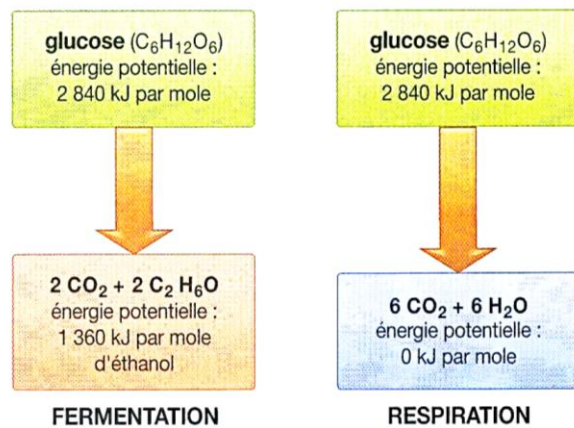 glucose (C₆H₁₂O₆)
énergie potentielle :
2 840 kJ par mole
2 CO₂ + 2 C₂ H₆O
énergie potentielle :
1 360 kJ par mole
d'éthanol
FERMENTATION
glucose (C₆H₁₂O₆)
énergie potentielle :
2 840 kJ par mole
6 CO₂ + 6 H₂O
énergie potentielle :
0 kJ par mole
RESPIRATION